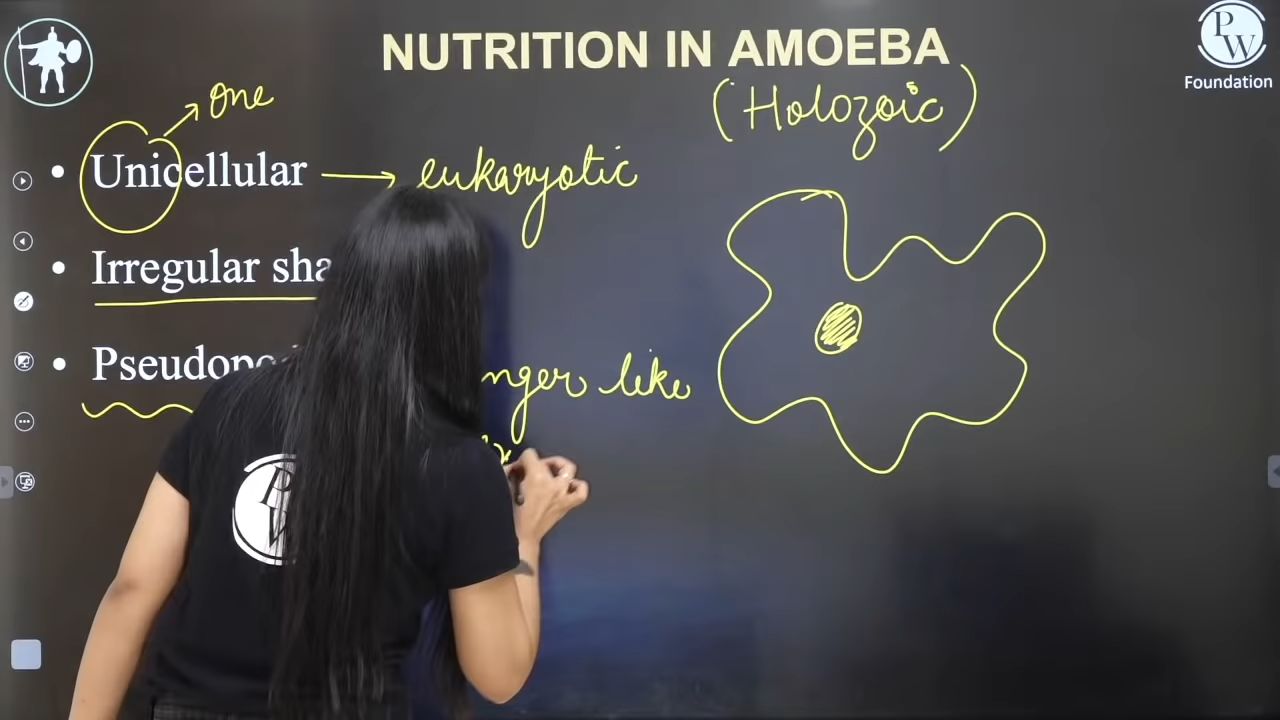 NUTRITION IN AMOEBA
(Holozoic)
PW
Foundation
One
• Unicellular → eukaryotic
• Irregular sha
• Pseudopo
nger like
P
W